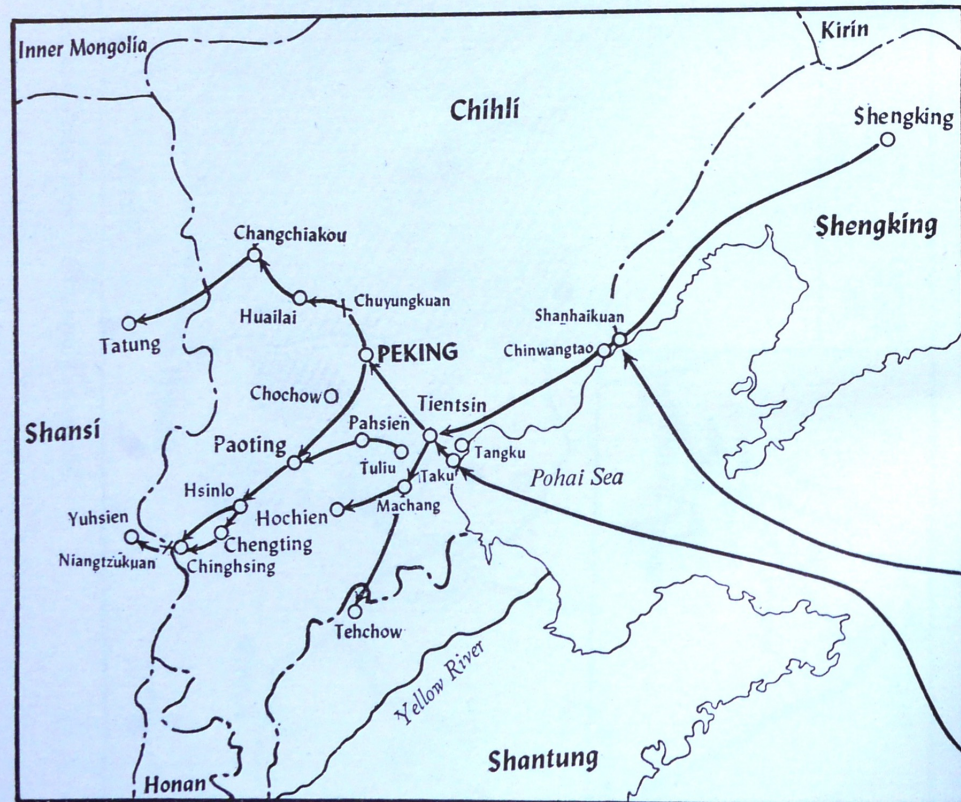 Inner Mongolia
Kirin
Chihli
Shengking
Shengking
Changchiakou
Huailai
Chuyungkuan
Tatung
PEKING
Shanhaikuan
Chinwangtao
Chochow
Tientsin
Shansi
Pahsien
Paoting
Tuliu
Taku
Tangku
Pohai Sea
Hsinlo
Machang
Hochien
Yuhsien
Chengting
Niangtzukuan
Chinghsing
Tehchow
Yellow River
Shantung
Honan